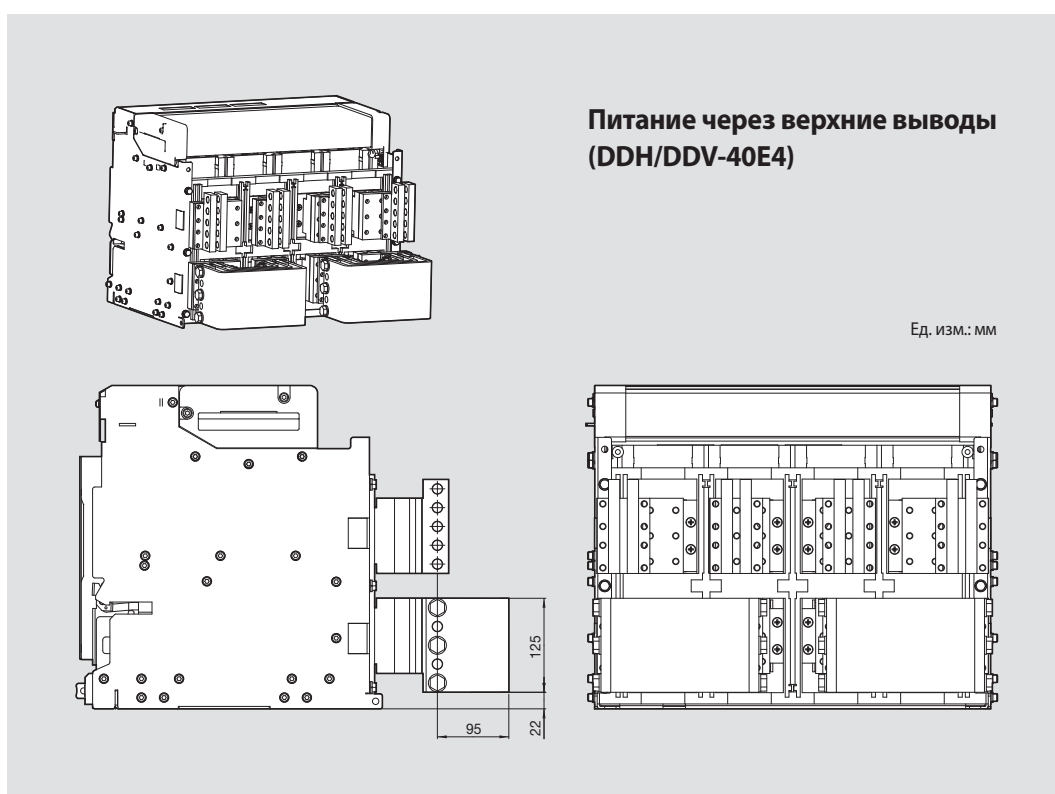 Питание через верхние выводы
(DDH/DDV-40E4)
Ед. изм.: мм
125
95
22